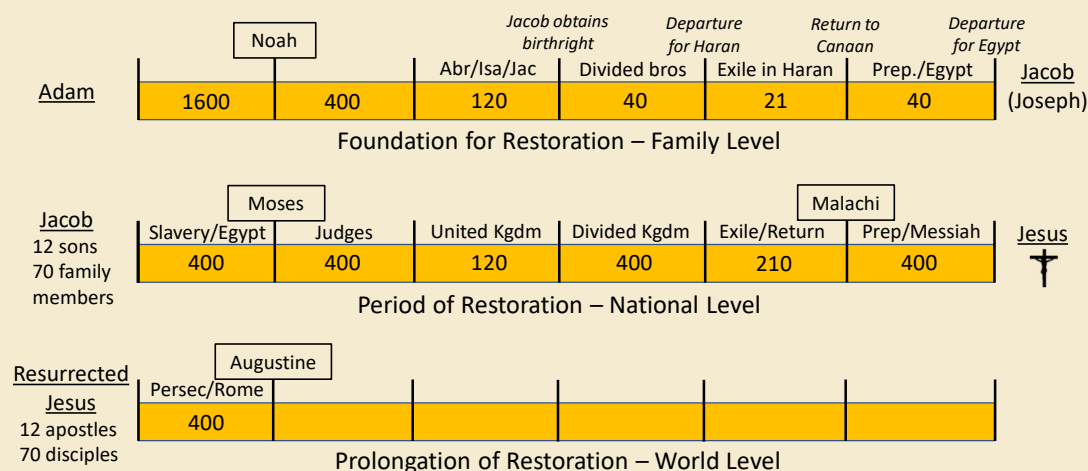 Jacob obtains birthright
Departure for Haran
Return to Canaan
Departure for Egypt
Noah
Adam
Abr/Isa/Jac
Divided bros
Exile in Haran
Prep./Egypt
Jacob
(Joseph)
1600
400
120
40
21
40
Foundation for Restoration – Family Level
Moses
Malachi
Jacob
12 sons
70 family
members
Slavery/Egypt
Judges
United Kgdm
Divided Kgdm
Exile/Return
Prep/Messiah
Jesus
400
400
120
400
210
400
Period of Restoration – National Level
Augustine
Resurrected
Jesus
12 apostles
70 disciples
Persec/Rome
400
Prolongation of Restoration – World Level